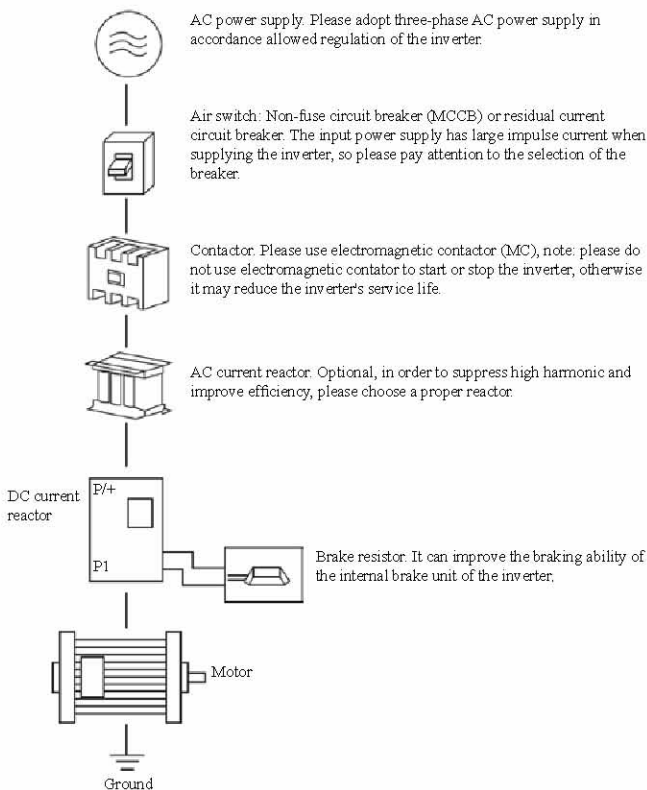 AC power supply. Please adopt three-phase AC power supply in
accordance allowed regulation of the inverter.
Air switch: Non-fuse circuit breaker (MCCB) or residual current
circuit breaker. The input power supply has large impulse current when
supplying the inverter, so please pay attention to the selection of the
breaker.
Contactor. Please use electromagnetic contactor (MC), note: please do
not use electromagnetic contator to start or stop the inverter, otherwise
it may reduce the inverter's service life.
AC current reactor. Optional, in order to suppress high harmonic and
improve efficiency, please choose a proper reactor.
DC current
reactor
P/+
P1
Brake resistor. It can improve the braking ability of
the internal brake unit of the inverter.
Motor
Ground